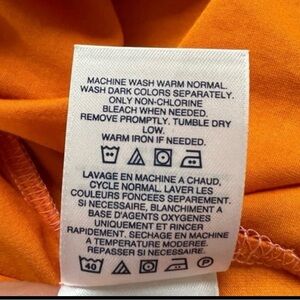 MACHINE WASH WARM NORMAL.
WASH DARK COLORS SEPARATELY.
ONLY NON-CHLORINE
BLEACH WHEN NEEDED.
REMOVE PROMPTLY. TUMBLE DRY
LOW.
WARM IRON IF NEEDED.
LAVAGE EN MACHINE A CHAUD,
CYCLE NORMAL. LAVER LES
COULEURS FONCEES SEPAREMENT.
SI NECESSAIRE, BLANCHIMENT A
BASE D'AGENTS OXYGENES
UNIQUEMENT ET RINCER
RAPIDEMENT. SECHAGE EN MACHINE
A TEMPERATURE MODEREE.
REPASSER SI NECESSAIRE.
40 P